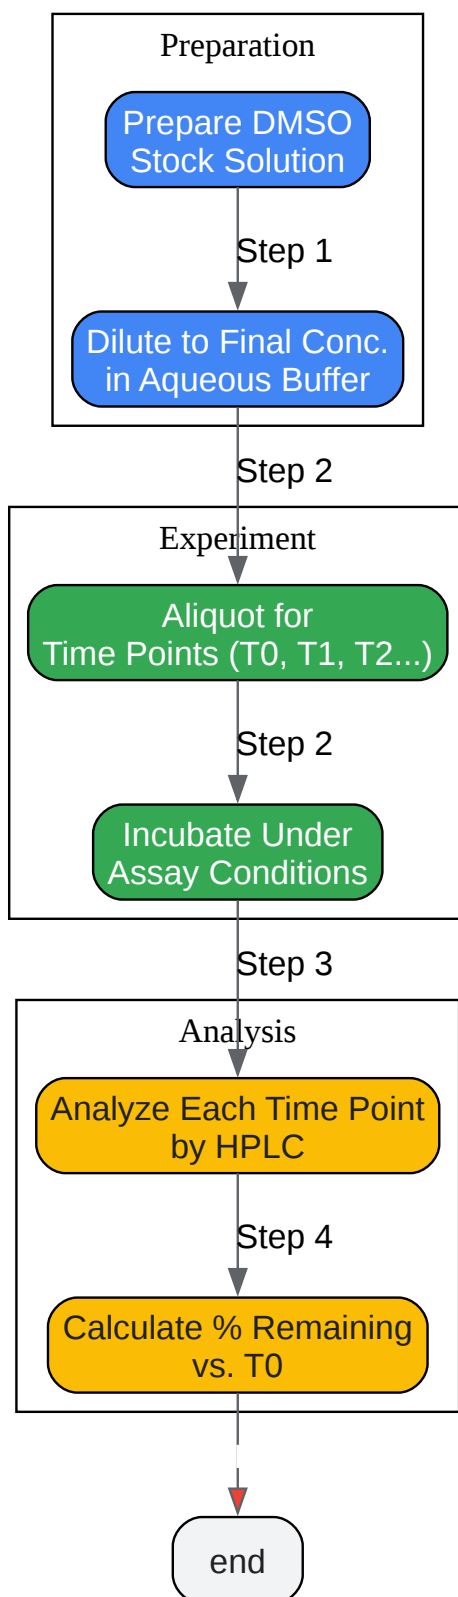 Preparation
Prepare DMSO
Stock Solution
Step 1
Dilute to Final Conc.
in Aqueous Buffer
Step 2
Experiment
Aliquot for
Time Points (T0, T1, T2...)
Step 2
Incubate Under
Assay Conditions
Step 3
Analysis
Analyze Each Time Point
by HPLC
Step 4
Calculate % Remaining
vs. T0
end